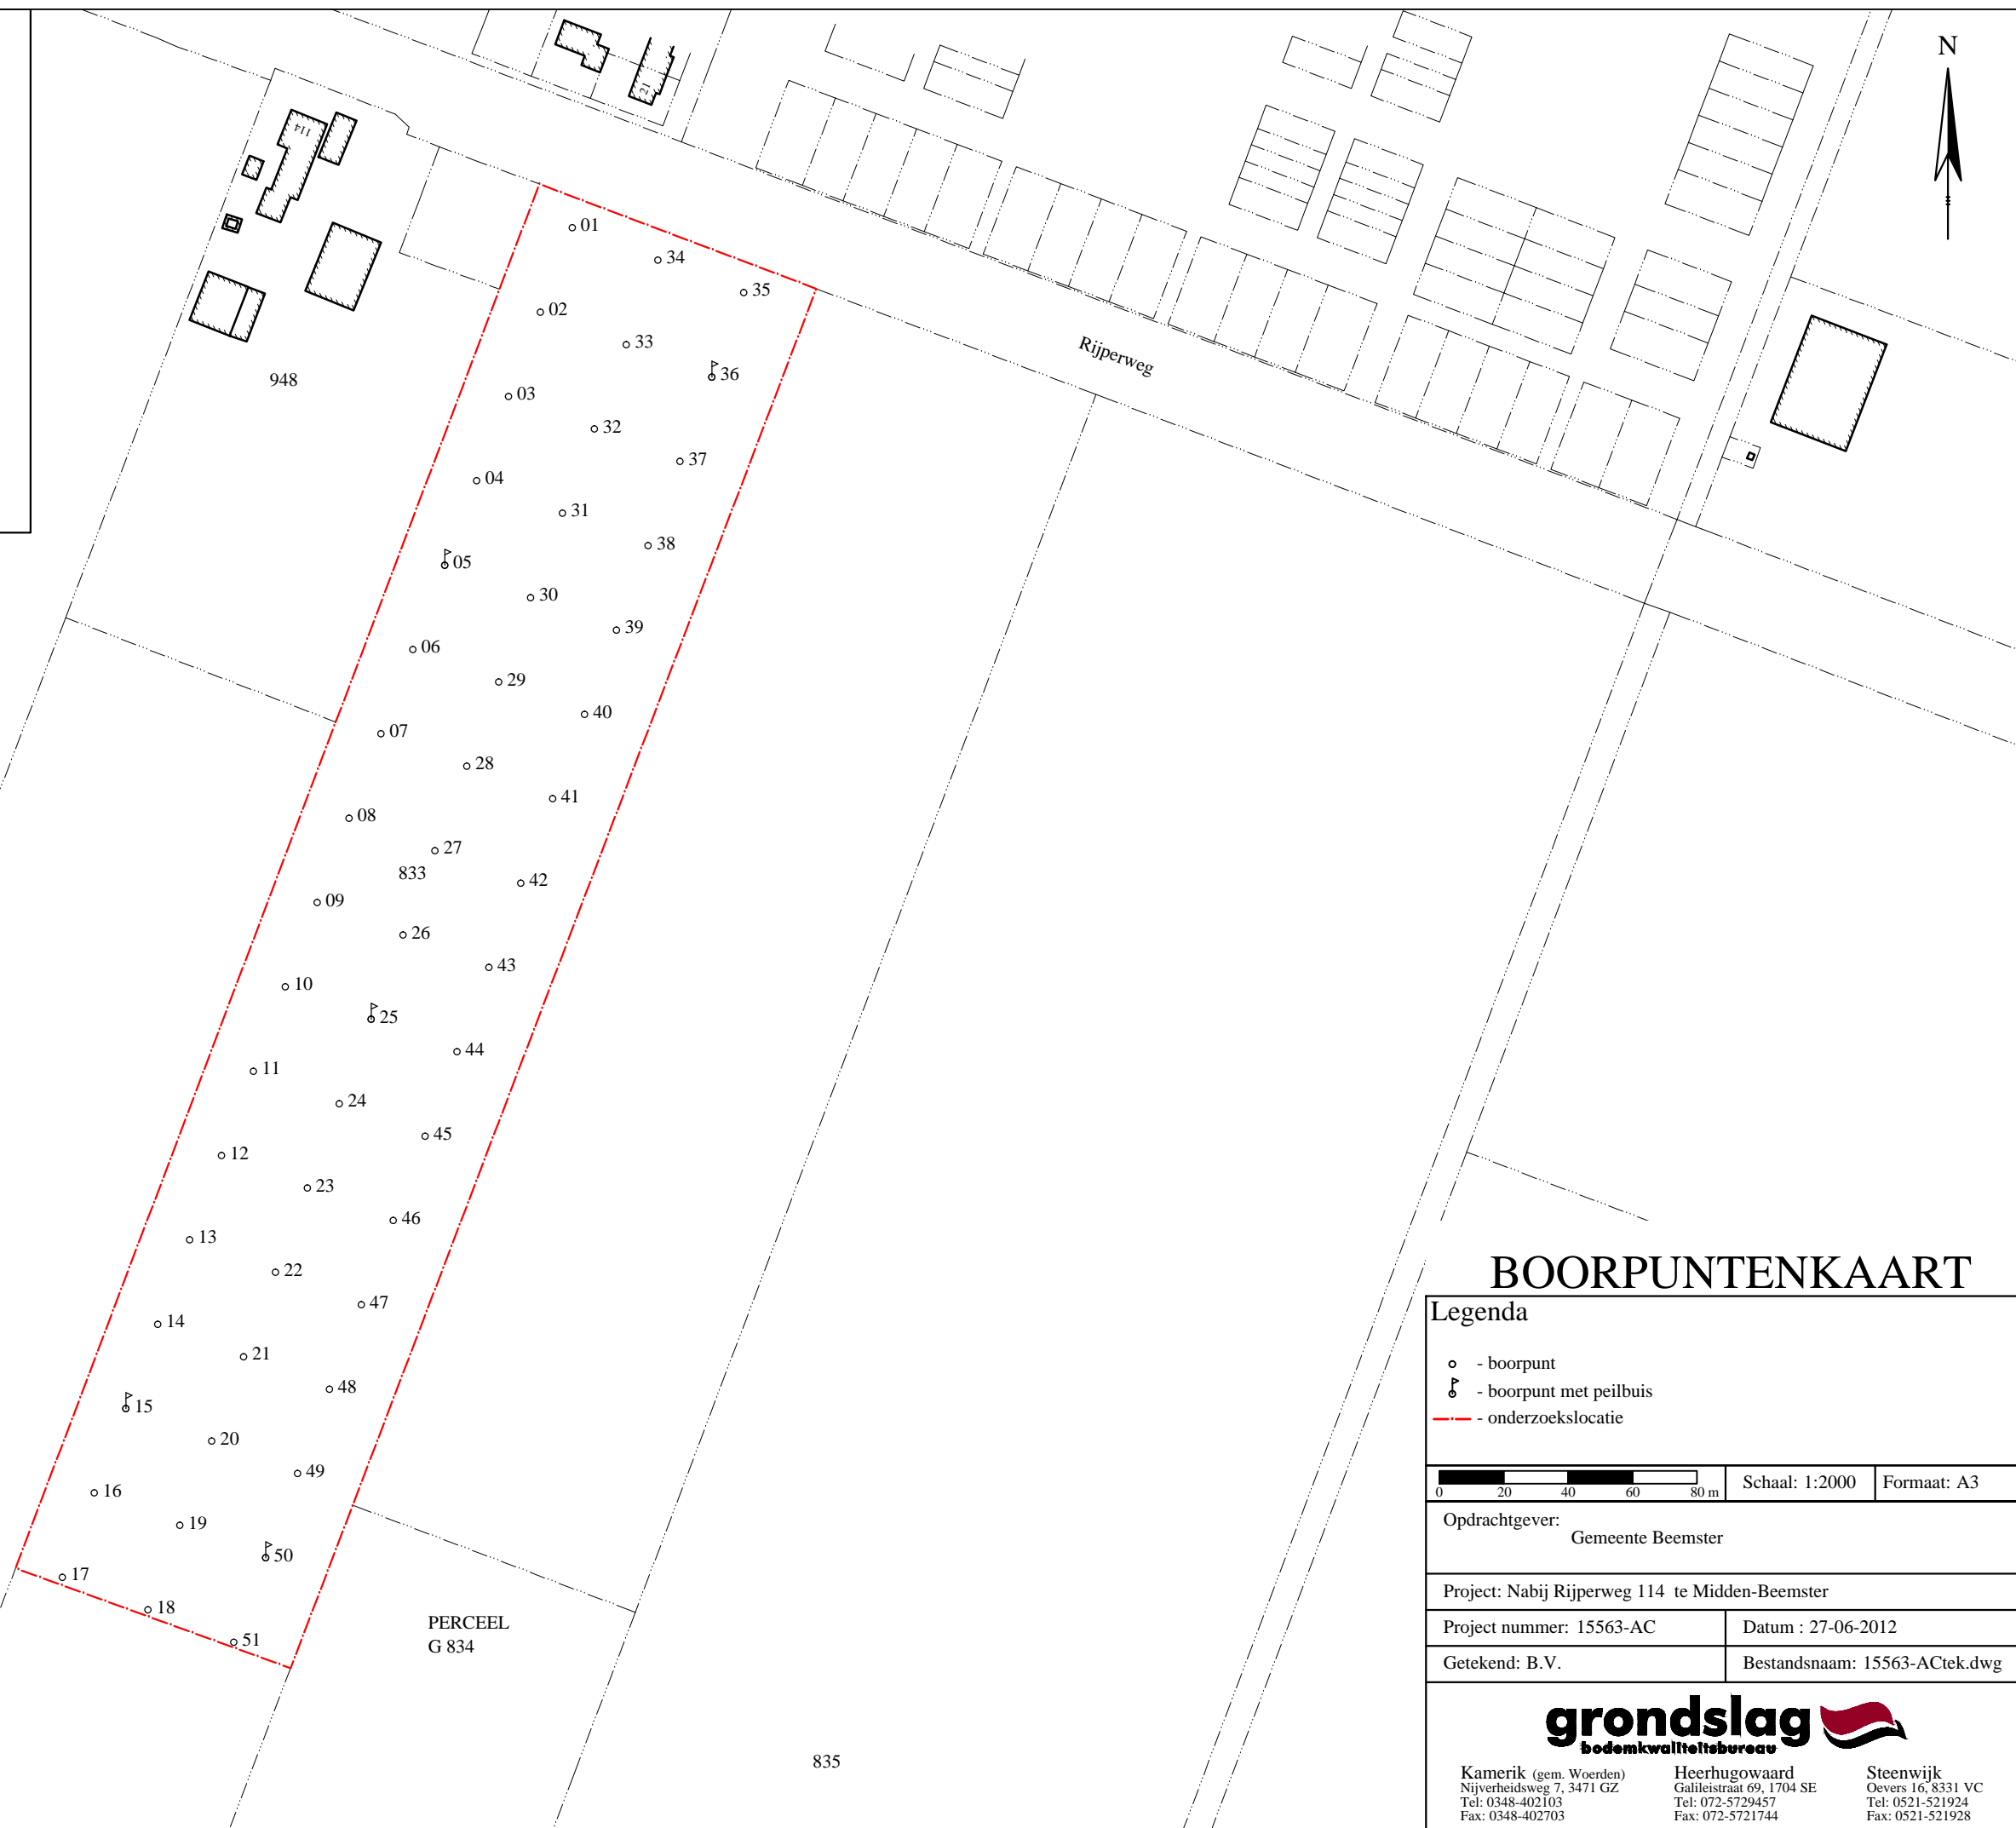 N
114
21
01
34
35
02
33
Rijperweg
36
948
03
32
37
04
31
38
05
30
39
06
29
40
07
28
41
08
27
833
42
09
26
43
10
25
44
11
24
45
12
23
46
13
22
47
14
21
48
15
20
49
16
19
50
17
18
51
PERCEEL
G 834
835
BOORPUNTENKAART
Legenda
- boorpunt
- boorpunt met peilbuis
- onderzoekslocatie
0 20 40 60 80 m
Schaal: 1:2000
Formaat: A3
Opdrachtgever:
Gemeente Beemster
Project: Nabij Rijperweg 114 te Midden-Beemster
Project nummer: 15563-AC
Datum : 27-06-2012
Getekend: B.V.
Bestandsnaam: 15563-ACtek.dwg
grondslag
bodemkwaliteitsbureau
Kamerik (gem. Woerden)
Nijverheidsweg 7, 3471 GZ
Tel: 0348-402103
Fax: 0348-402703
Heerhugowaard
Galileistraat 69, 1704 SE
Tel: 072-5729457
Fax: 072-5721744
Steenwijk
Oevers 16, 8331 VC
Tel: 0521-521924
Fax: 0521-521928